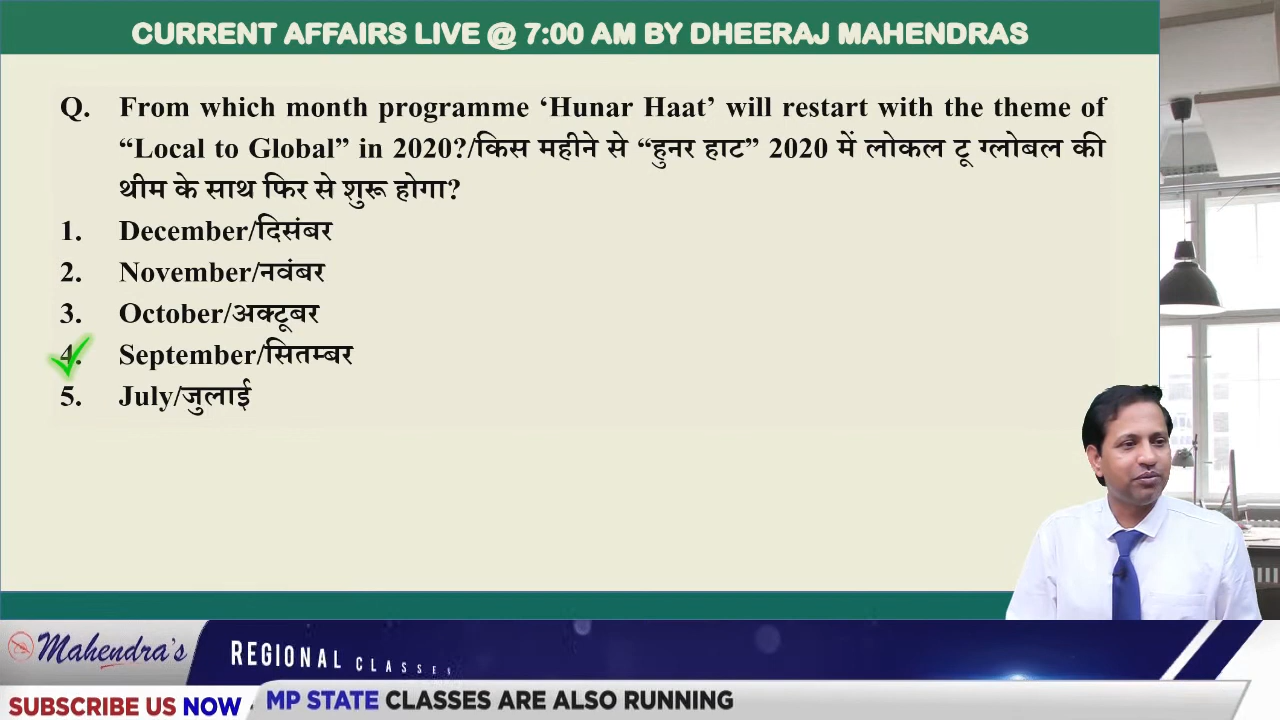 CURRENT AFFAIRS LIVE @ 7:00 AM BY DHEERAJ MAHENDRAS
Q. From which month programme ‘Hunar Haat’ will restart with the theme of
“Local to Global” in 2020?/किस महीने से “हुनर हाट” 2020 में लोकल टू ग्लोबल की
थीम के साथ फिर से शुरू होगा?
1. December/दिसंबर
2. November/नवंबर
3. October/अक्टूबर
4. September/सितम्बर
5. July/जुलाई
Mahendra's
REGIONAL CLASSES
SUBSCRIBE US NOW
MP STATE CLASSES ARE ALSO RUNNING